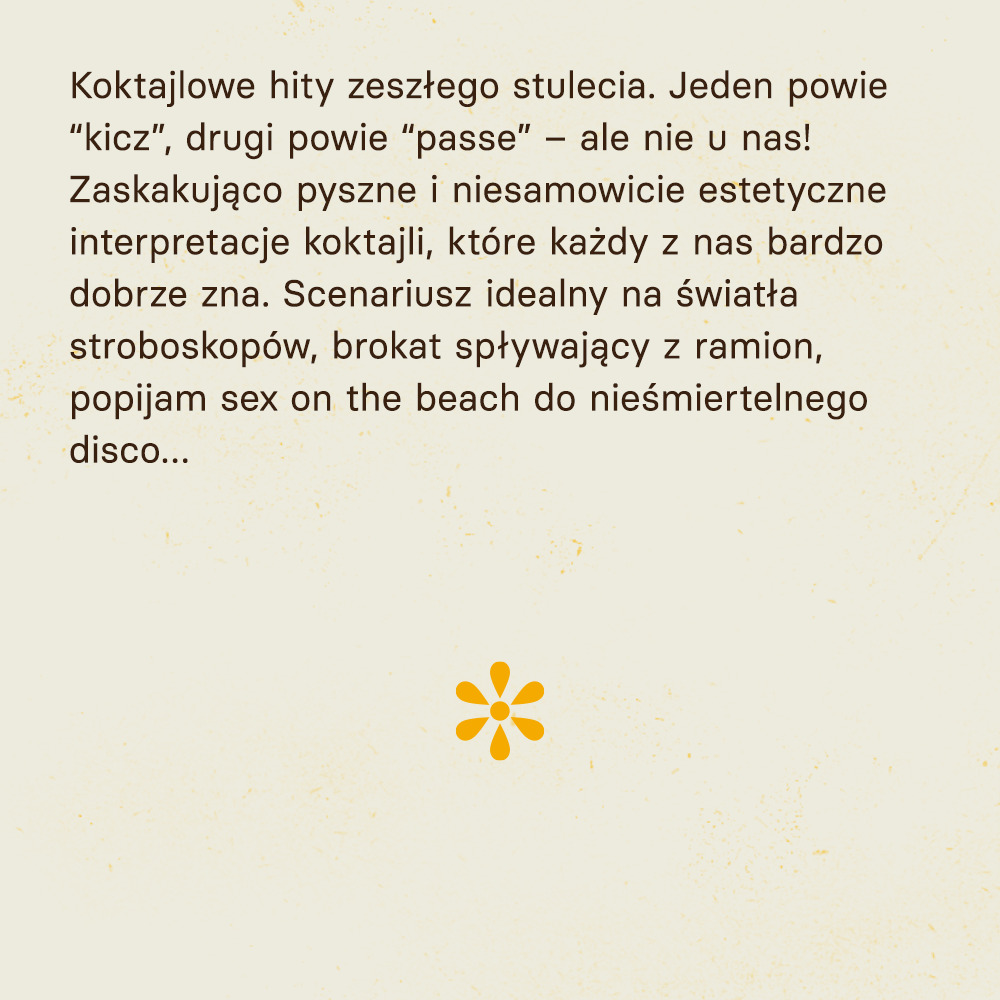 Koktajlowe hity zeszłego stulecia. Jeden powie
“kicz”, drugi powie “passe” – ale nie u nas!
Zaskakująco pyszne i niesamowicie estetyczne
interpretacje koktajli, które każdy z nas bardzo
dobrze zna. Scenariusz idealny na światła
stroboskopów, brokat spływający z ramion,
popijam sex on the beach do nieśmiertelnego
disco...